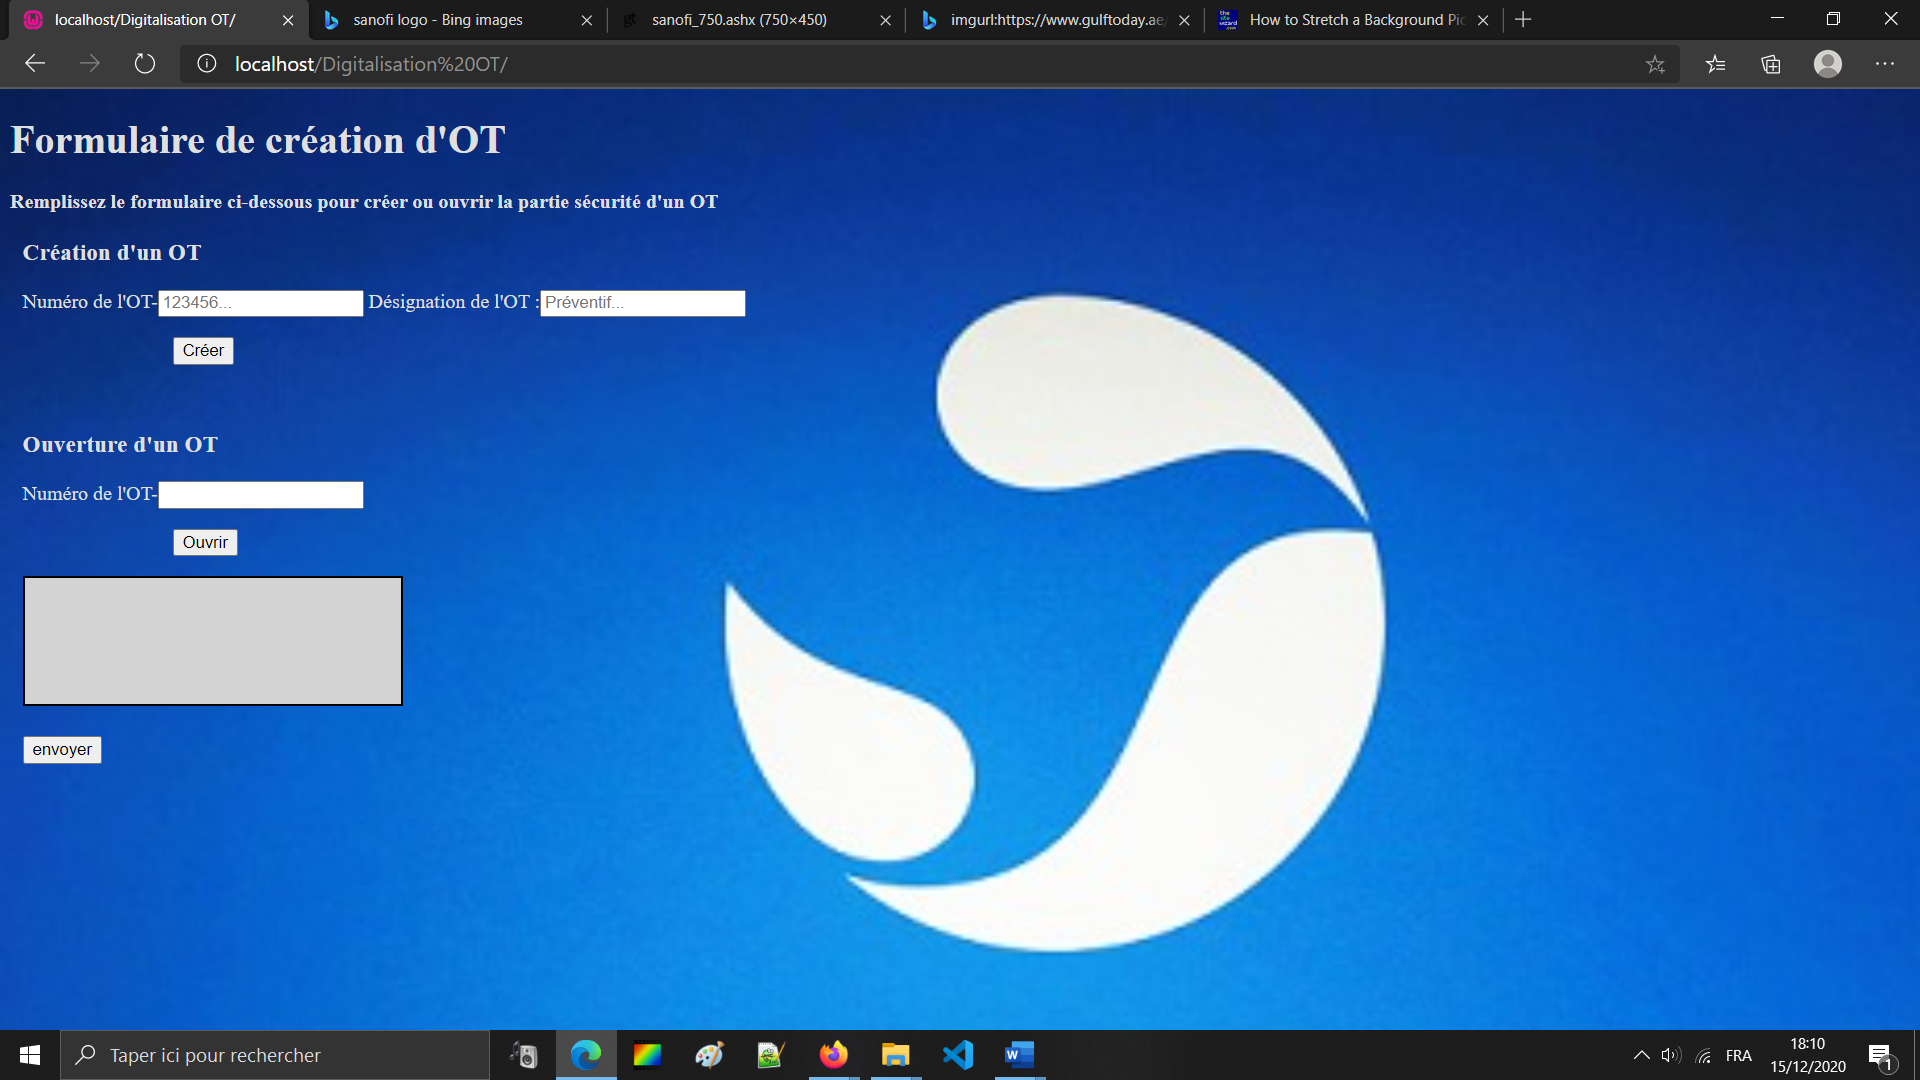 localhost/Digitalisation OT/
sanofi logo - Bing images
sanofi_750.ashx (750×450)
imgurl:https://www.gulftoday.ae/
How to Stretch a Background Pic
localhost/Digitalisation%20OT/
Formulaire de création d'OT
Remplissez le formulaire ci-dessous pour créer ou ouvrir la partie sécurité d'un OT
Création d'un OT
Numéro de l'OT- 123456... Désignation de l'OT : Préventif...
Créer
Ouverture d'un OT
Numéro de l'OT-
Ouvrir
envoyer
Taper ici pour rechercher
FRA
18:10
15/12/2020
1